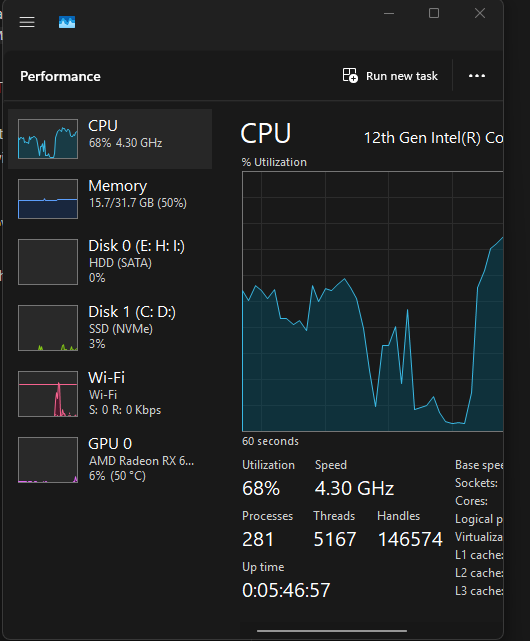 Performance
Run new task
CPU
68% 4.30 GHz
Memory
15.7/31.7 GB (50%)
Disk 0 (E: H: I:)
HDD (SATA)
0%
Disk 1 (C: D:)
SSD (NVMe)
3%
Wi-Fi
Wi-Fi
S: 0 R: 0 Kbps
GPU 0
AMD Radeon RX 6...
6% (50 °C)
CPU
12th Gen Intel(R) Co
% Utilization
60 seconds
Utilization
Speed
68%
4.30 GHz
Processes
Threads
Handles
281
5167
146574
Up time
0:05:46:57
Base spee
Sockets:
Cores:
Logical p
Virtualiza
L1 cache:
L2 cache:
L3 cache: